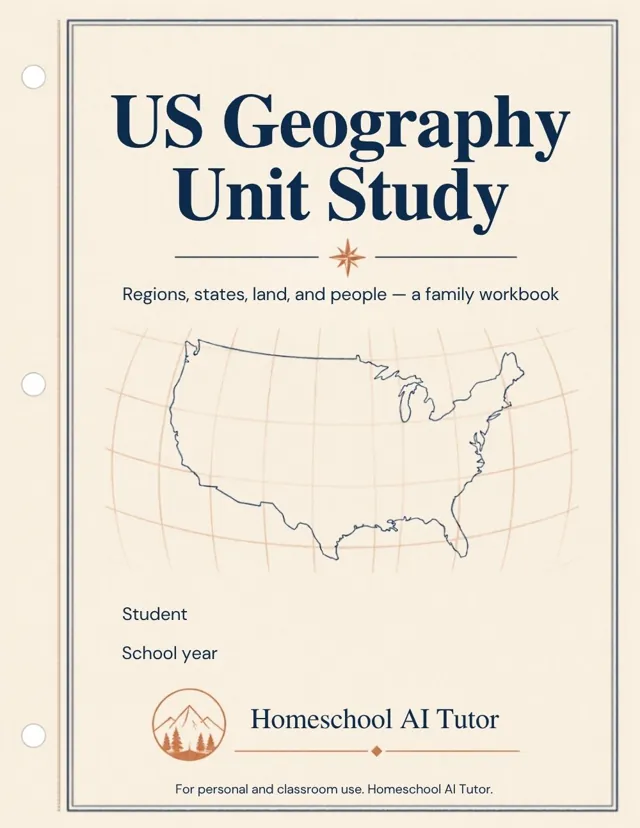 US Geography
Unit Study
Regions, states, land, and people — a family workbook
Student
School year
Homeschool AI Tutor
For personal and classroom use. Homeschool AI Tutor.